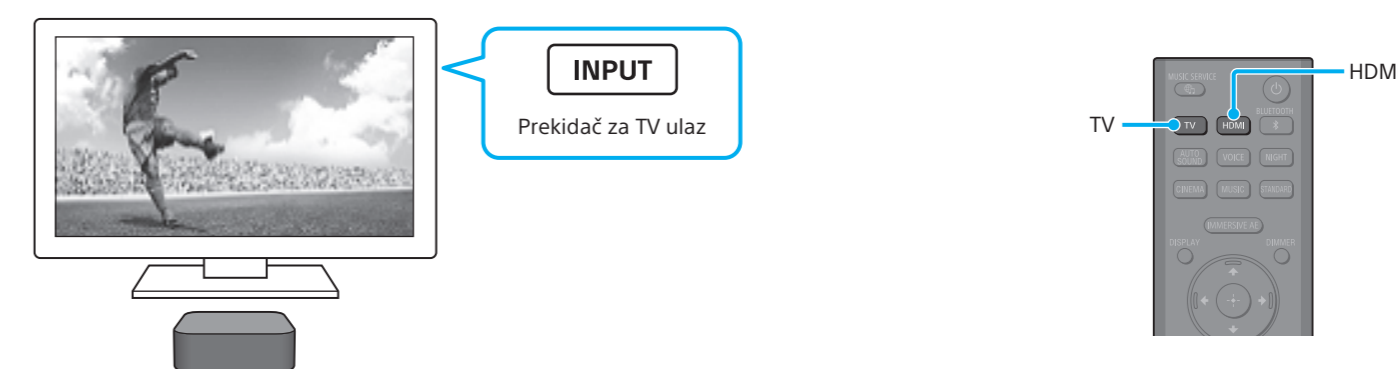 INPUT
Prekidač za TV ulaz
HDM
TV
MUSIC SERVICE
BLUETOOTH
TV HDMI
AUTO SOUND VOICE NIGHT
CINEMA MUSIC STANDARD
IMMERSIVE AE
DISPLAY DIMMER